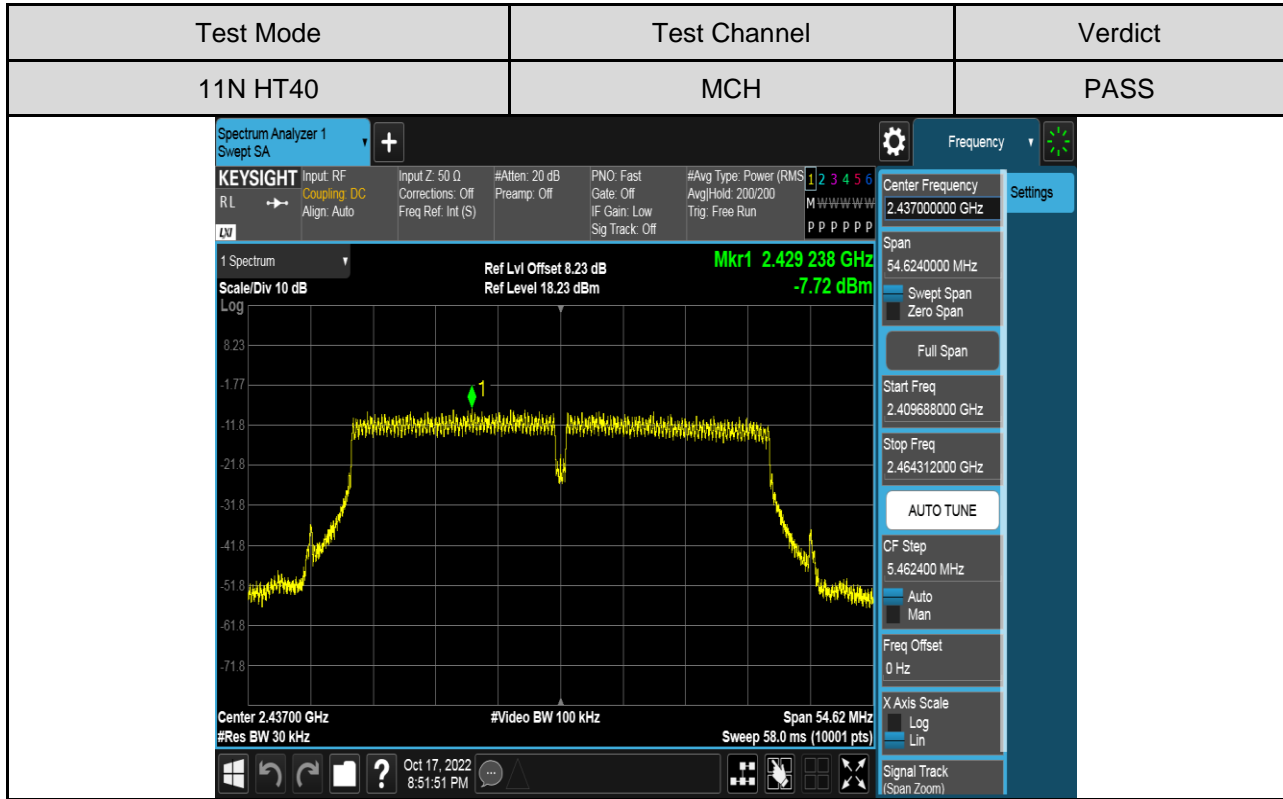 Test Mode Test Channel Verdict
11N HT40 MCH PASS
Spectrum Analyzer 1
Swept SA
+
Frequency
KEYSIGHT
RL
LXI
Input: RF
Coupling: DC
Align: Auto
Input Z: 50 Ω
Corrections: Off
Freq Ref: Int (S)
#Atten: 20 dB
Preamp: Off
PNO: Fast
Gate: Off
IF Gain: Low
Sig Track: Off
#Avg Type: Power (RMS
Avg|Hold: 200/200
Trig: Free Run
1 2 3 4 5 6
M W W W W W
P P P P P P
1 Spectrum
Scale/Div 10 dB
Ref Lvl Offset 8.23 dB
Ref Level 18.23 dBm
Mkr1 2.429 238 GHz
-7.72 dBm
Log
8.23
-1.77
-11.8
-21.8
-31.8
-41.8
-51.8
-61.8
-71.8
1
Center 2.43700 GHz
#Res BW 30 kHz
#Video BW 100 kHz
Span 54.62 MHz
Sweep 58.0 ms (10001 pts)
Center Frequency
2.437000000 GHz
Settings
Span
54.6240000 MHz
Swept Span
Zero Span
Full Span
Start Freq
2.409688000 GHz
Stop Freq
2.464312000 GHz
AUTO TUNE
CF Step
5.462400 MHz
Auto
Man
Freq Offset
0 Hz
X Axis Scale
Log
Lin
Signal Track
(Span Zoom)
?
Oct 17, 2022
8:51:51 PM